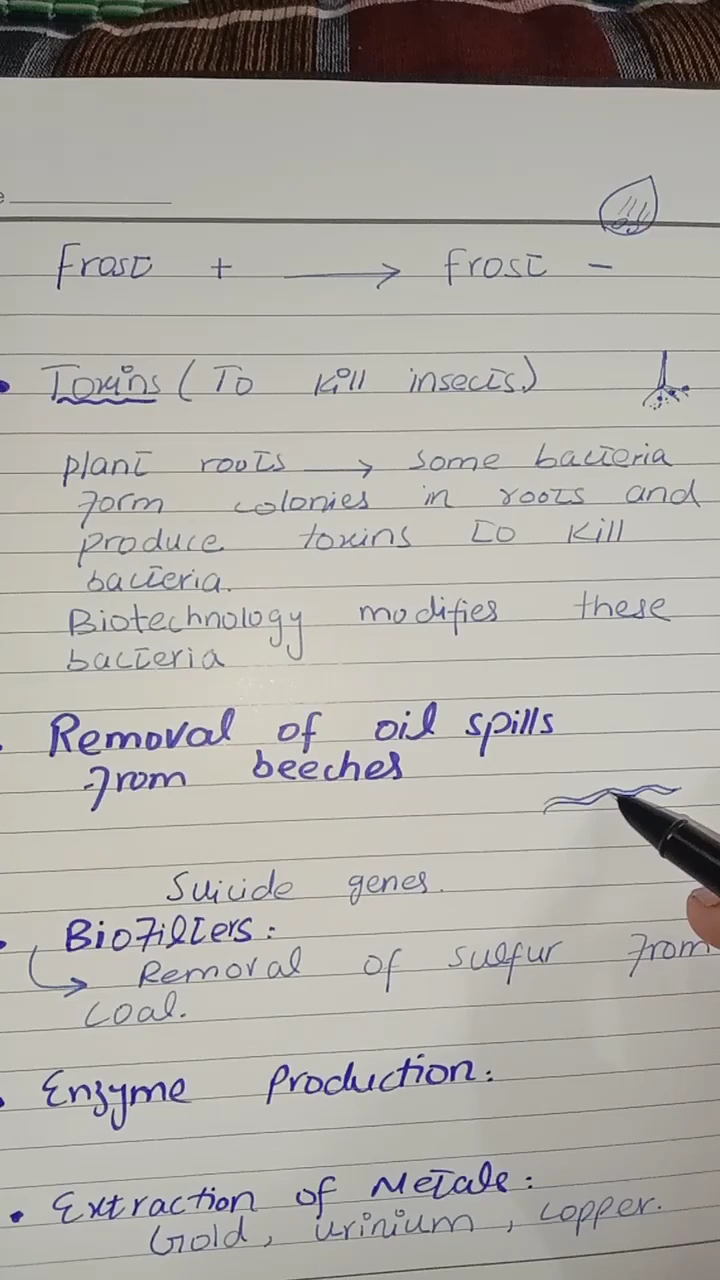 Frost + → Frost -
• Toxins (To kill insects)
plant roots → some bacteria
form colonies in roots and
produce toxins to kill
bacteria.
Biotechnology modifies these
bacteria
• Removal of oil spills
from beeches
Suicide genes.
• BioFilters:
↳ Removal of sulfur from
coal.
• Enzyme Production:
• Extraction of Metals:
Gold, urinium, copper.